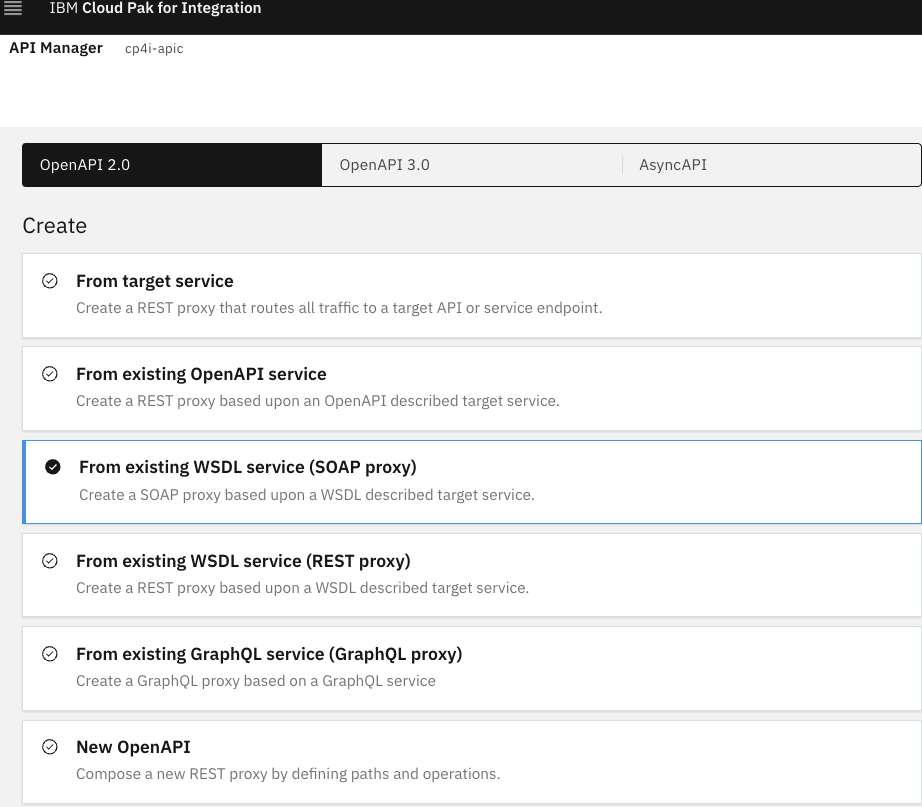 IBM Cloud Pak for Integration
API Manager cp4i-apic
OpenAPI 2.0 OpenAPI 3.0 AsyncAPI
Create
From target service
Create a REST proxy that routes all traffic to a target API or service endpoint.
From existing OpenAPI service
Create a REST proxy based upon an OpenAPI described target service.
From existing WSDL service (SOAP proxy)
Create a SOAP proxy based upon a WSDL described target service.
From existing WSDL service (REST proxy)
Create a REST proxy based upon a WSDL described target service.
From existing GraphQL service (GraphQL proxy)
Create a GraphQL proxy based on a GraphQL service
New OpenAPI
Compose a new REST proxy by defining paths and operations.